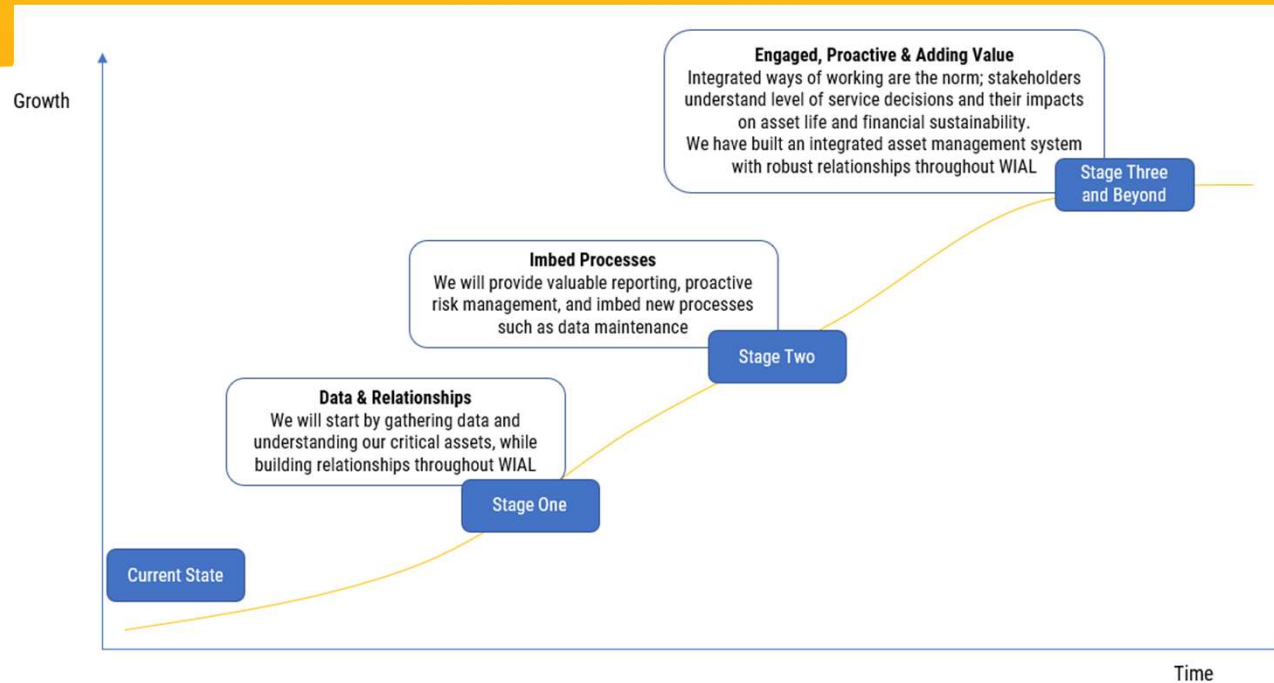 Growth
Engaged, Proactive & Adding Value
Integrated ways of working are the norm; stakeholders
understand level of service decisions and their impacts
on asset life and financial sustainability.
We have built an integrated asset management system
with robust relationships throughout WIAL
Stage Three
and Beyond
Imbed Processes
We will provide valuable reporting, proactive
risk management, and imbed new processes
such as data maintenance
Stage Two
Data & Relationships
We will start by gathering data and
understanding our critical assets, while
building relationships throughout WIAL
Stage One
Current State
Time